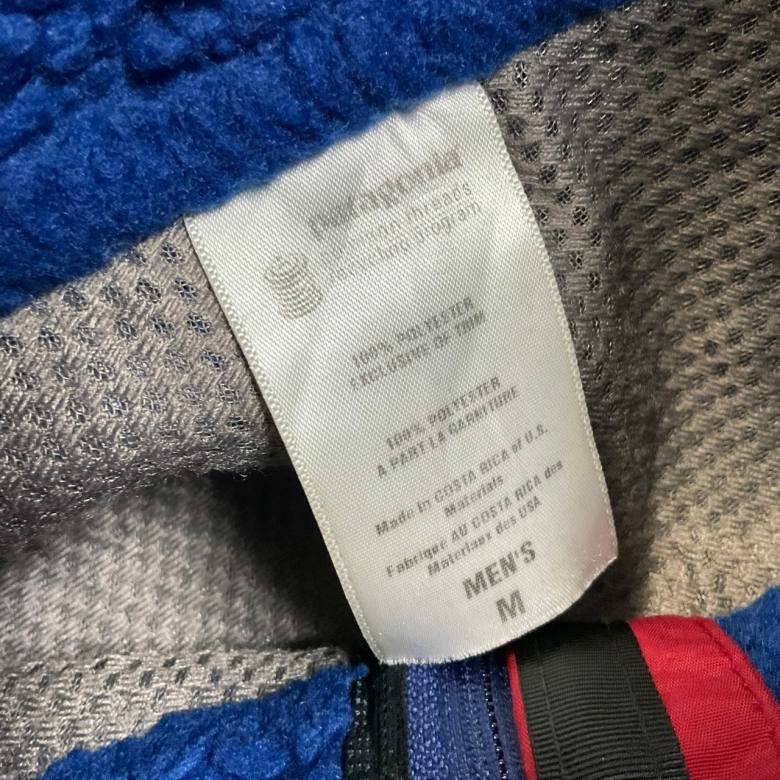 patagonia
common threads
recycling program
100% POLYESTER
EXCLUSIVE OF TRIM
100% POLYESTER
A PART LA GARNITURE
Made in COSTA RICA of U.S.
Materials
Fabriqué AU COSTA RICA des
Materiaux des USA
MEN'S
M